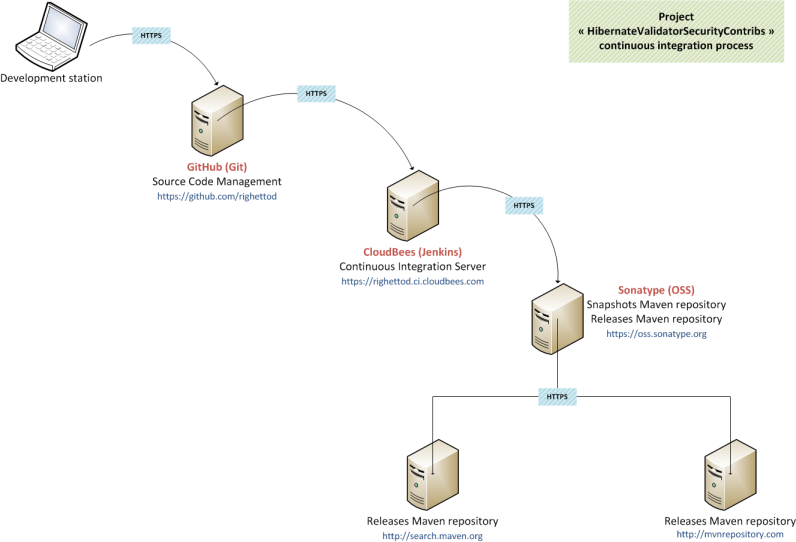 Project
« HibernateValidatorSecurityContribs »
continuous integration process
HTTPS
Development station
HTTPS
GitHub (Git)
Source Code Management
https://github.com/righettod
HTTPS
CloudBees (Jenkins)
Continuous Integration Server
https://righettod.ci.cloudbees.com
Sonatype (OSS)
Snapshots Maven repository
Releases Maven repository
https://oss.sonatype.org
HTTPS
Releases Maven repository
http://search.maven.org
Releases Maven repository
http://mvnrepository.com